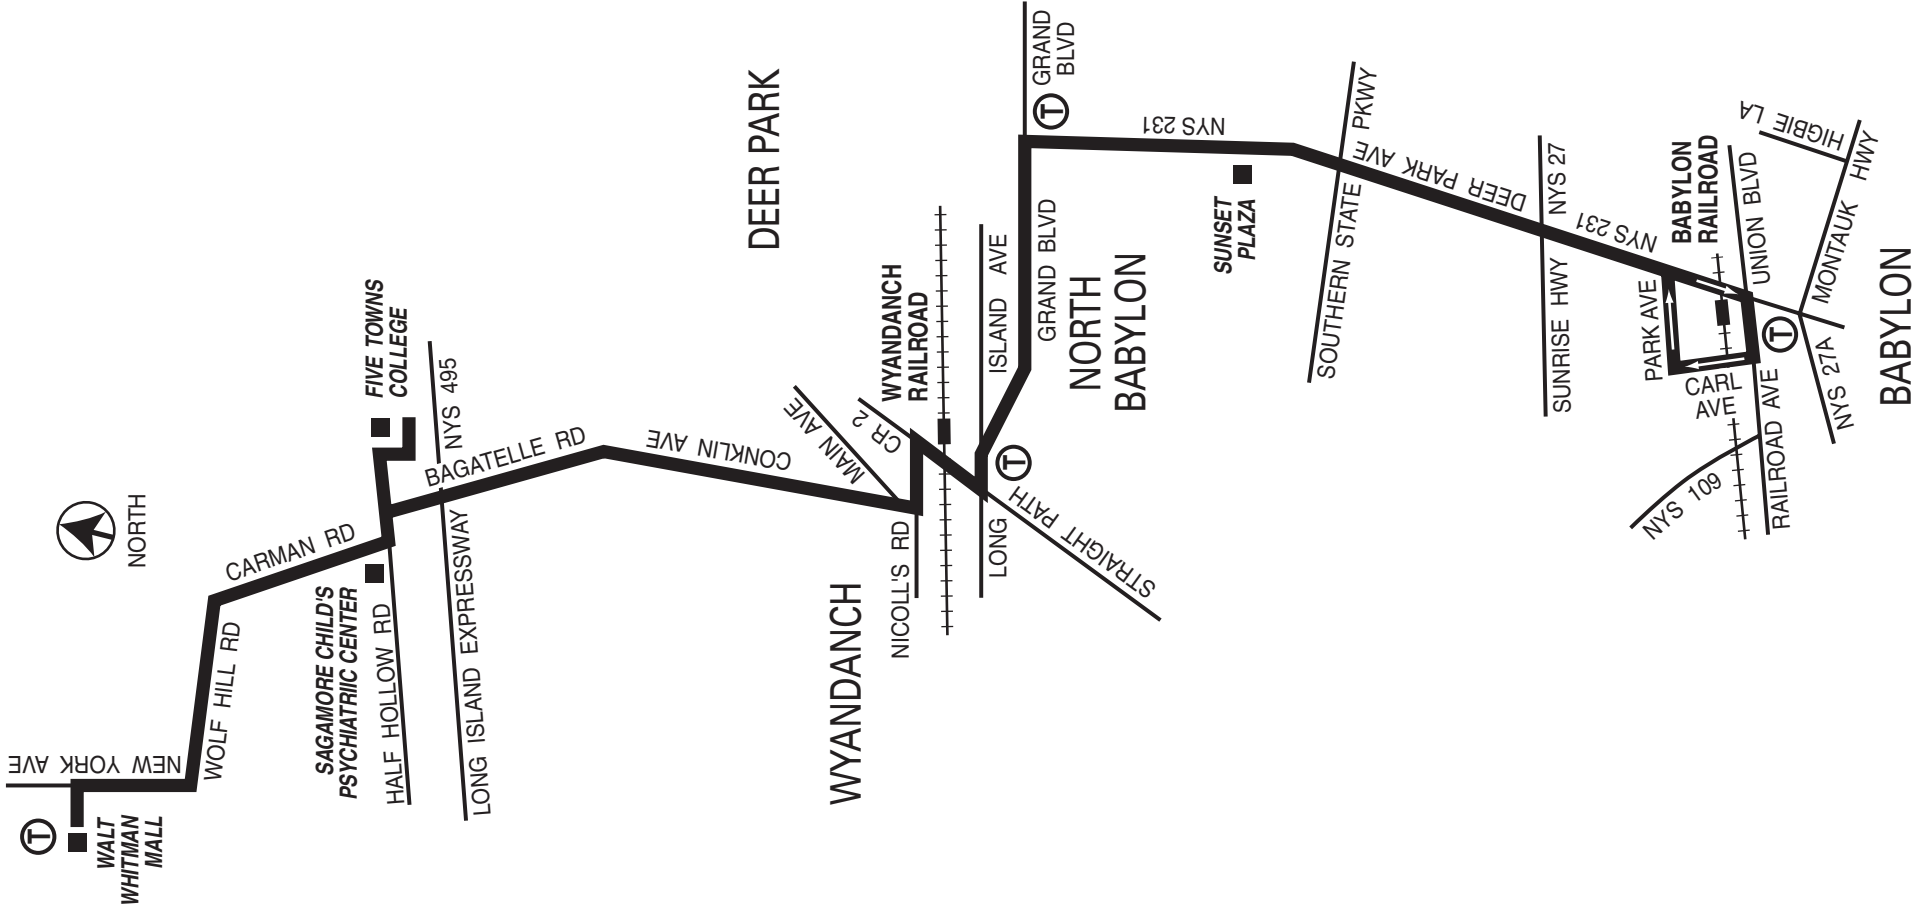 NEW YORK AVE
T
WALT
WHITMAN
MALL
WOLF HILL RD
NORTH
CARMAN RD
SAGAMORE CHILD'S
PSYCHIATRIIC CENTER
HALF HOLLOW RD
FIVE TOWNS
COLLEGE
LONG ISLAND EXPRESSWAY
NYS 495
BAGATELLE RD
CONKLIN AVE
DEER PARK
WYANDANCH
MAIN AVE
CR 2
NICOLL'S RD
WYANDANCH
RAILROAD
LONG
ISLAND AVE
T
STRAIGHT PATH
GRAND BLVD
NORTH
BABYLON
GRAND
BLVD
T
NYS 231
SUNSET
PLAZA
SOUTHERN STATE
PKWY
DEER PARK AVE
SUNRISE HWY
NYS 27
NYS 231
PARK AVE
BABYLON
RAILROAD
CARL
AVE
UNION BLVD
T
NYS 109
RAILROAD AVE
NYS 27A
MONTAUK HWY
HIGBIE LA
BABYLON